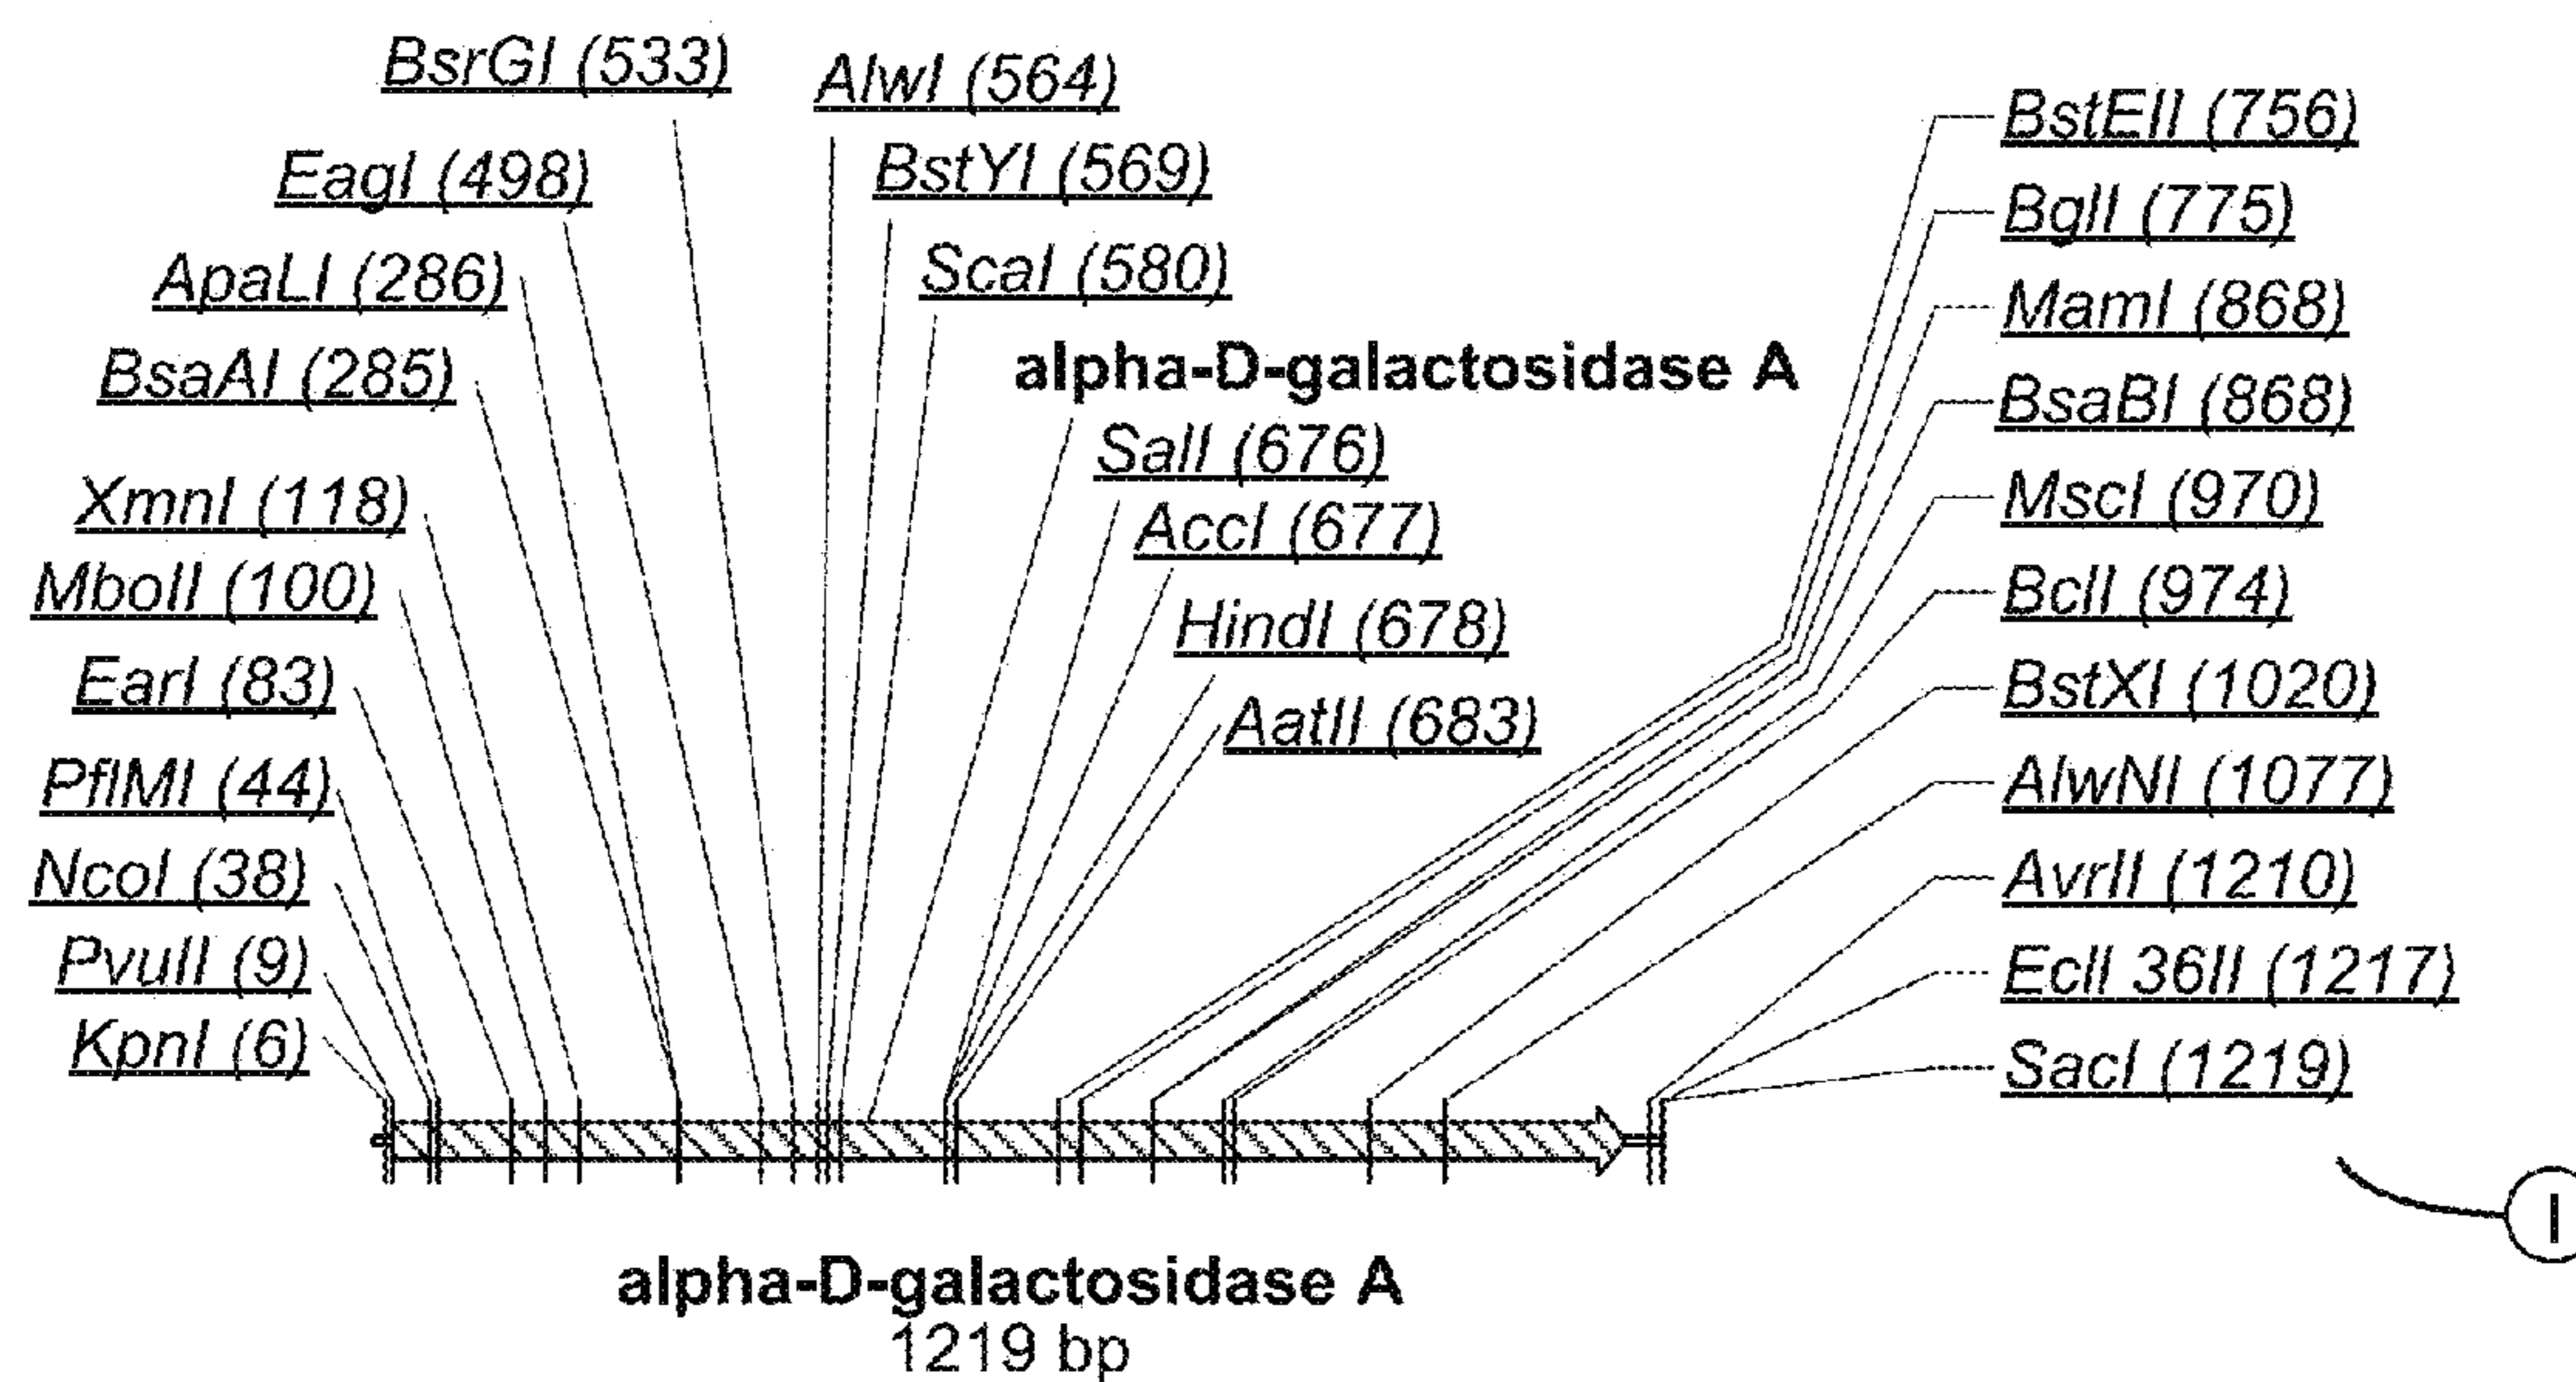 BsrGI (533)
AlwI (564)
EagI (498)
BstYI (569)
ApaLI (286)
ScaI (580)
BsaAI (285)
alpha-D-galactosidase A
XmnI (118)
SalI (676)
MboII (100)
AccI (677)
EarI (83)
HindI (678)
PflMI (44)
AatII (683)
NcoI (38)
PvuII (9)
KpnI (6)
BstEII (756)
BglI (775)
MamI (868)
BsaBI (868)
MscI (970)
BclI (974)
BstXI (1020)
AlwNI (1077)
AvrII (1210)
EclI 36II (1217)
SacI (1219)
I
alpha-D-galactosidase A
1219 bp